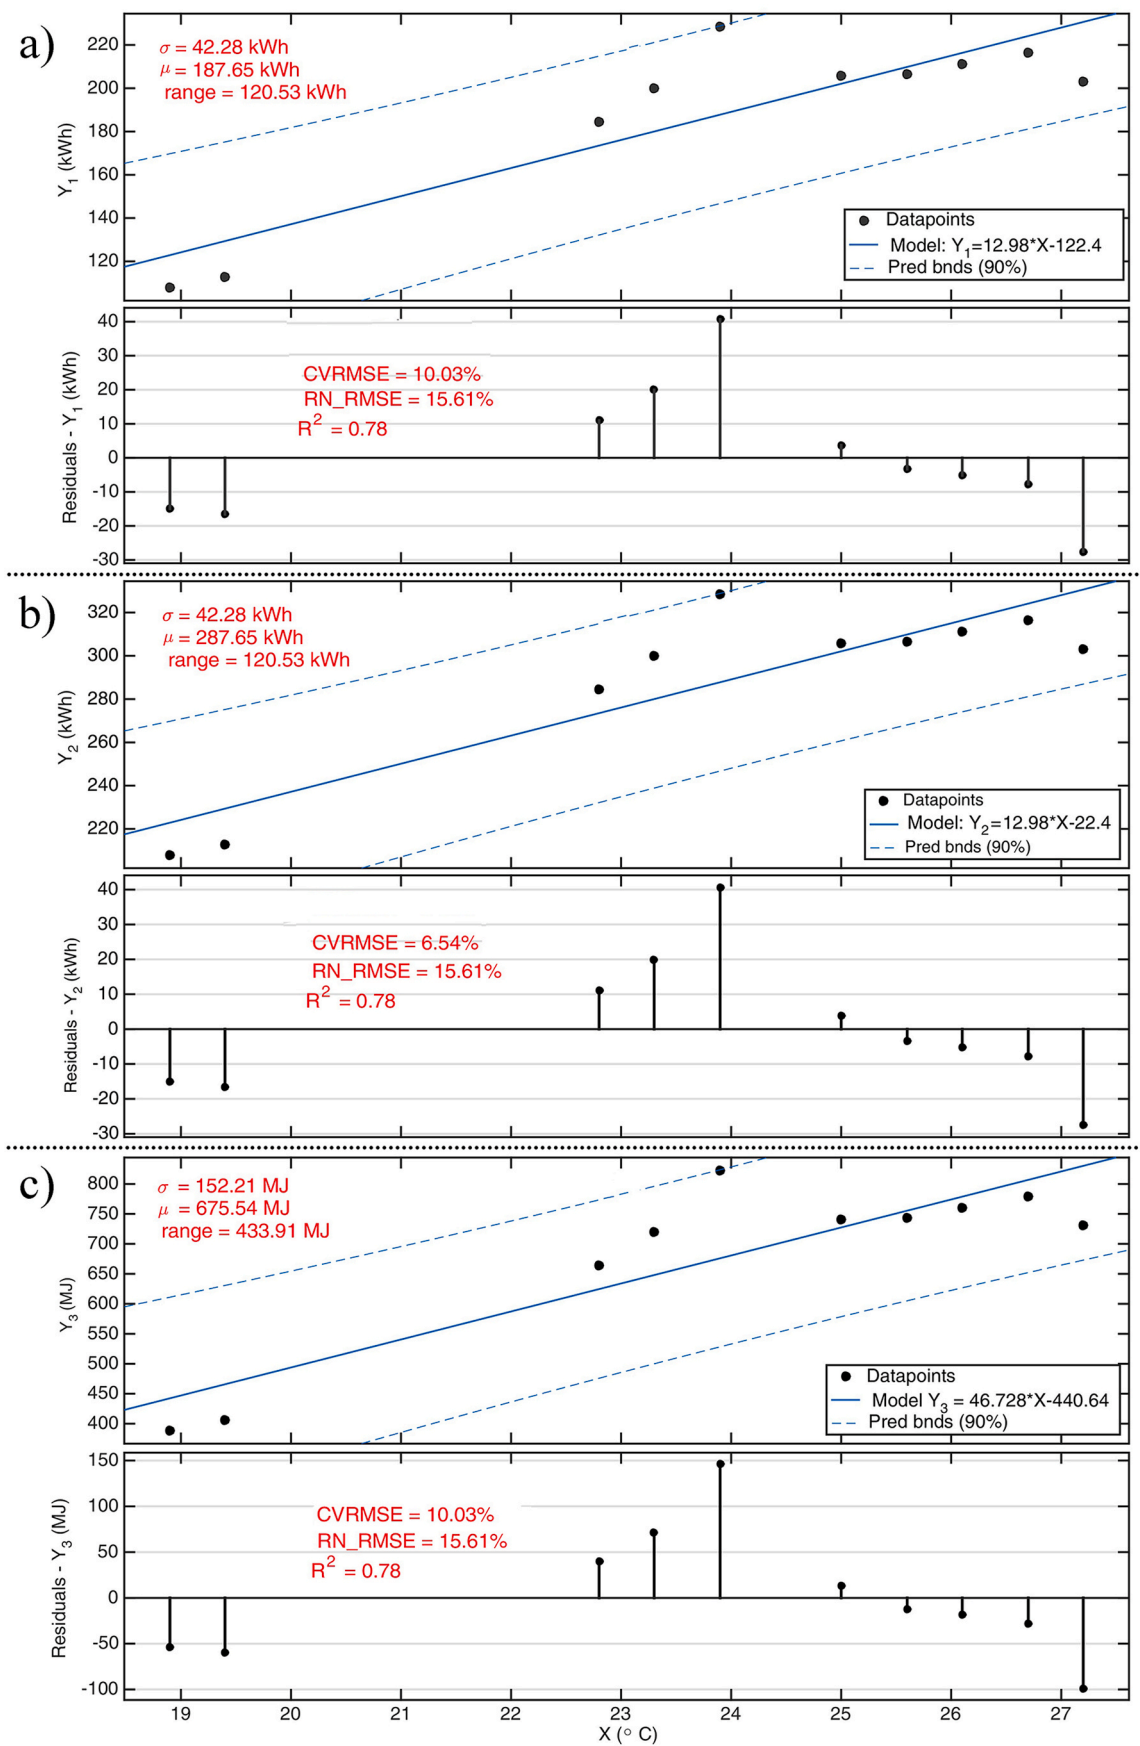 a)
σ = 42.28 kWh
μ = 187.65 kWh
range = 120.53 kWh
220
200
180
160
140
120
Y1 (kWh)
Datapoints
Model: Y1=12.98*X-122.4
Pred bnds (90%)
40
30
20
10
0
-10
-20
-30
Residuals - Y1 (kWh)
CVRMSE = 10.03%
RN_RMSE = 15.61%
R2 = 0.78
b)
σ = 42.28 kWh
μ = 287.65 kWh
range = 120.53 kWh
320
300
280
260
240
220
Y2 (kWh)
Datapoints
Model: Y2=12.98*X-22.4
Pred bnds (90%)
40
30
20
10
0
-10
-20
-30
Residuals - Y2 (kWh)
CVRMSE = 6.54%
RN_RMSE = 15.61%
R2 = 0.78
c)
σ = 152.21 MJ
μ = 675.54 MJ
range = 433.91 MJ
800
750
700
650
600
550
500
450
400
Y3 (MJ)
Datapoints
Model Y3 = 46.728*X-440.64
Pred bnds (90%)
150
100
50
0
-50
-100
Residuals - Y3 (MJ)
CVRMSE = 10.03%
RN_RMSE = 15.61%
R2 = 0.78
19 20 21 22 23 24 25 26 27
X (° C)